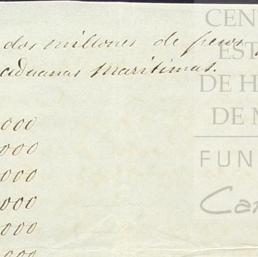 dos millones de pesos
aduanas maritimas.
000
000
000
000
000
000
CEN
EST
DE H
DE M
FUN
Car